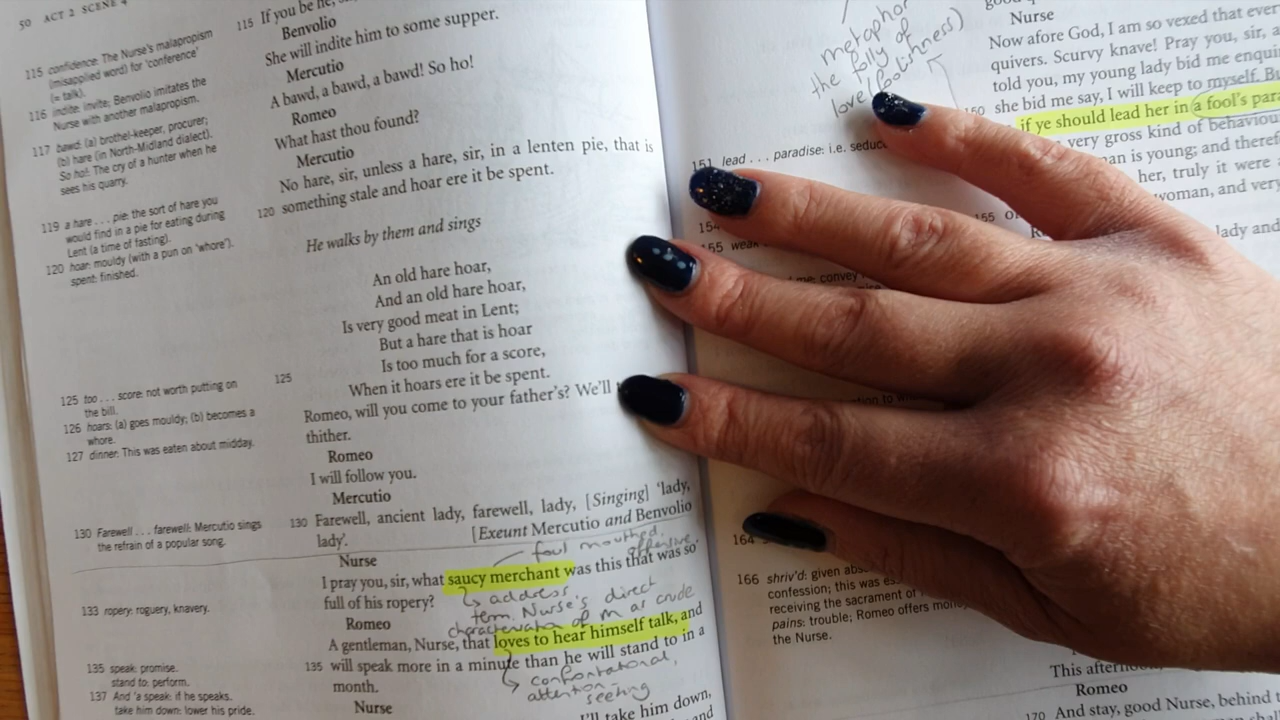 50 ACT 2 SCENE 4
115 confidence: The Nurse's malapropism
(misapplied word) for 'conference'
(= talk).
116 indite: invite; Benvolio imitates the
Nurse with another malapropism.
117 bawd: (a) brothel-keeper, procurer;
(b) hare (in North-Midland dialect).
So ho!: The cry of a hunter when he
sees his quarry.
119 a hare . . . pie: the sort of hare you
would find in a pie for eating during
Lent (a time of fasting).
120 hoar: mouldy (with a pun on 'whore').
spent: finished.
125 too . . . score: not worth putting on
the bill.
126 hoars: (a) goes mouldy; (b) becomes a
whore.
127 dinner: This was eaten about midday.
130 Farewell . . . farewell: Mercutio sings
the refrain of a popular song.
133 ropery: roguery, knavery.
135 speak: promise.
stand to: perform.
137 And 'a speak: if he speaks.
take him down: lower his pride.
115 If you be he,
Benvolio
She will indite him to some supper.
Mercutio
A bawd, a bawd, a bawd! So ho!
Romeo
What hast thou found?
Mercutio
No hare, sir, unless a hare, sir, in a lenten pie, that is
120 something stale and hoar ere it be spent.
He walks by them and sings
An old hare hoar,
And an old hare hoar,
Is very good meat in Lent;
But a hare that is hoar
Is too much for a score,
125 When it hoars ere it be spent.
Romeo, will you come to your father's? We'll
thither.
Romeo
I will follow you.
Mercutio
130 Farewell, ancient lady, farewell, lady, [Singing] 'lady,
lady'. [Exeunt Mercutio and Benvolio
Nurse
foul mouthed,
offensive
I pray you, sir, what saucy merchant was this that was so
full of his ropery?
address
term. Nurse's direct
characterisation of m as crude
Romeo
A gentleman, Nurse, that loves to hear himself talk, and
135 will speak more in a minute than he will stand to in a
month.
confrontational,
attention-
seeking
Nurse
I'll take him down,
and
metaphor
the folly of
love (foolishness)
151 lead . . . paradise: i.e.
154
155 weak
convey
164
166 shriv'd: given
confession; this was
receiving the sacrament of
pains: trouble; Romeo offers
the Nurse.
Nurse
Now afore God, I am so vexed that ever
quivers. Scurvy knave! Pray you, sir, a
told you, my young lady bid me
150 she bid me say, I will keep to myself.
if ye should lead her in a fool's
very gross kind of
is young; and
her, truly it were
and very
155
lady and
This
Romeo
170 And stay, good Nurse, behind